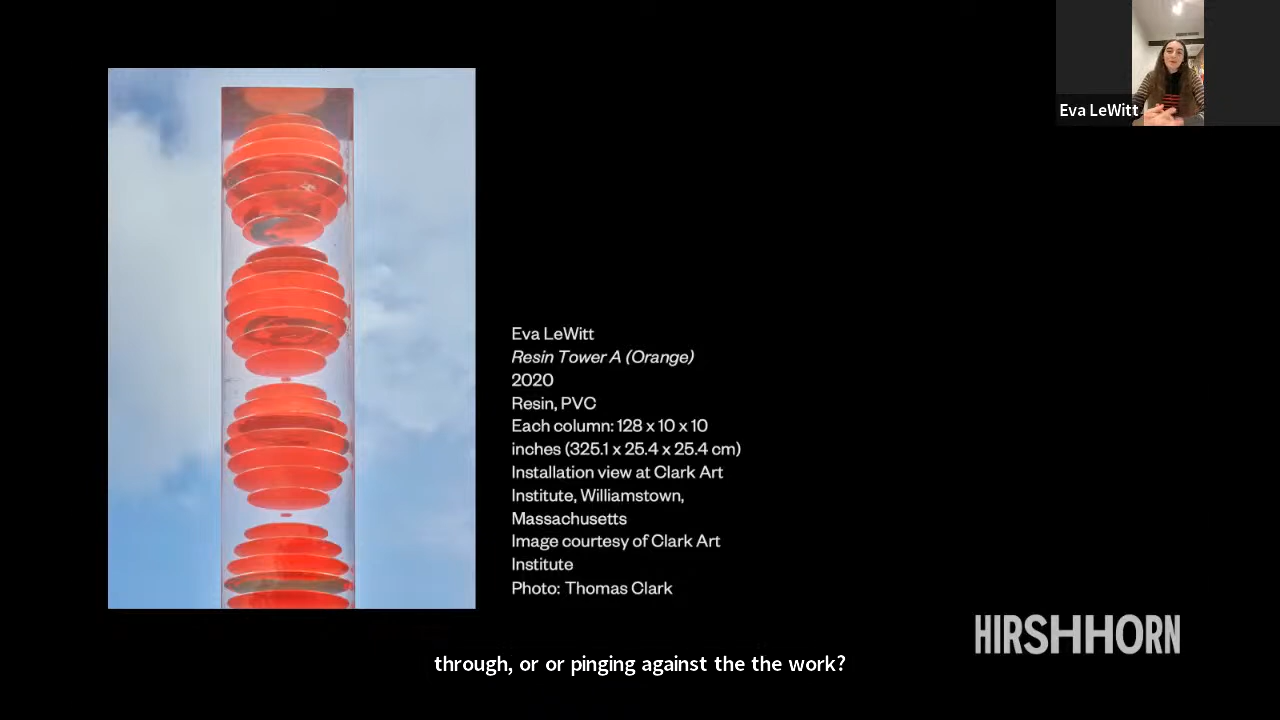 Eva LeWitt
Eva LeWitt
Resin Tower A (Orange)
2020
Resin, PVC
Each column: 128 x 10 x 10
inches (325.1 x 25.4 x 25.4 cm)
Installation view at Clark Art
Institute, Williamstown,
Massachusetts
Image courtesy of Clark Art
Institute
Photo: Thomas Clark
HIRSHHORN
through, or or pinging against the the work?